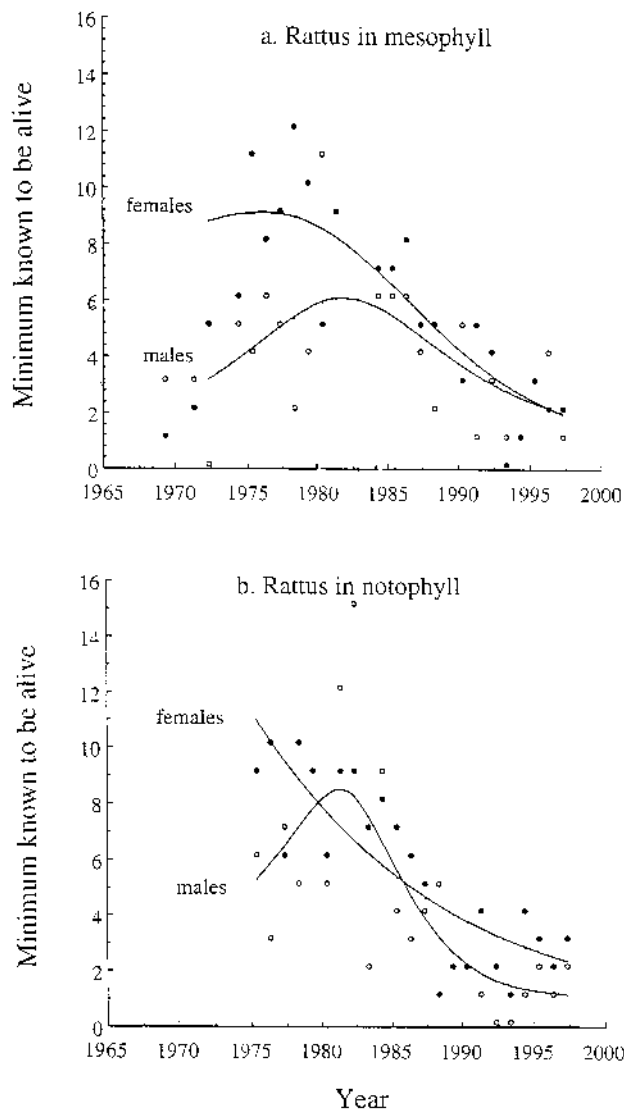 a. Rattus in mesophyll
Minimum known to be alive
16
14
12
10
8
6
4
2
0
females
males
1965 1970 1975 1980 1985 1990 1995 2000
b. Rattus in notophyll
Minimum known to be alive
16
14
12
10
8
6
4
2
0
females
males
1965 1970 1975 1980 1985 1990 1995 2000
Year